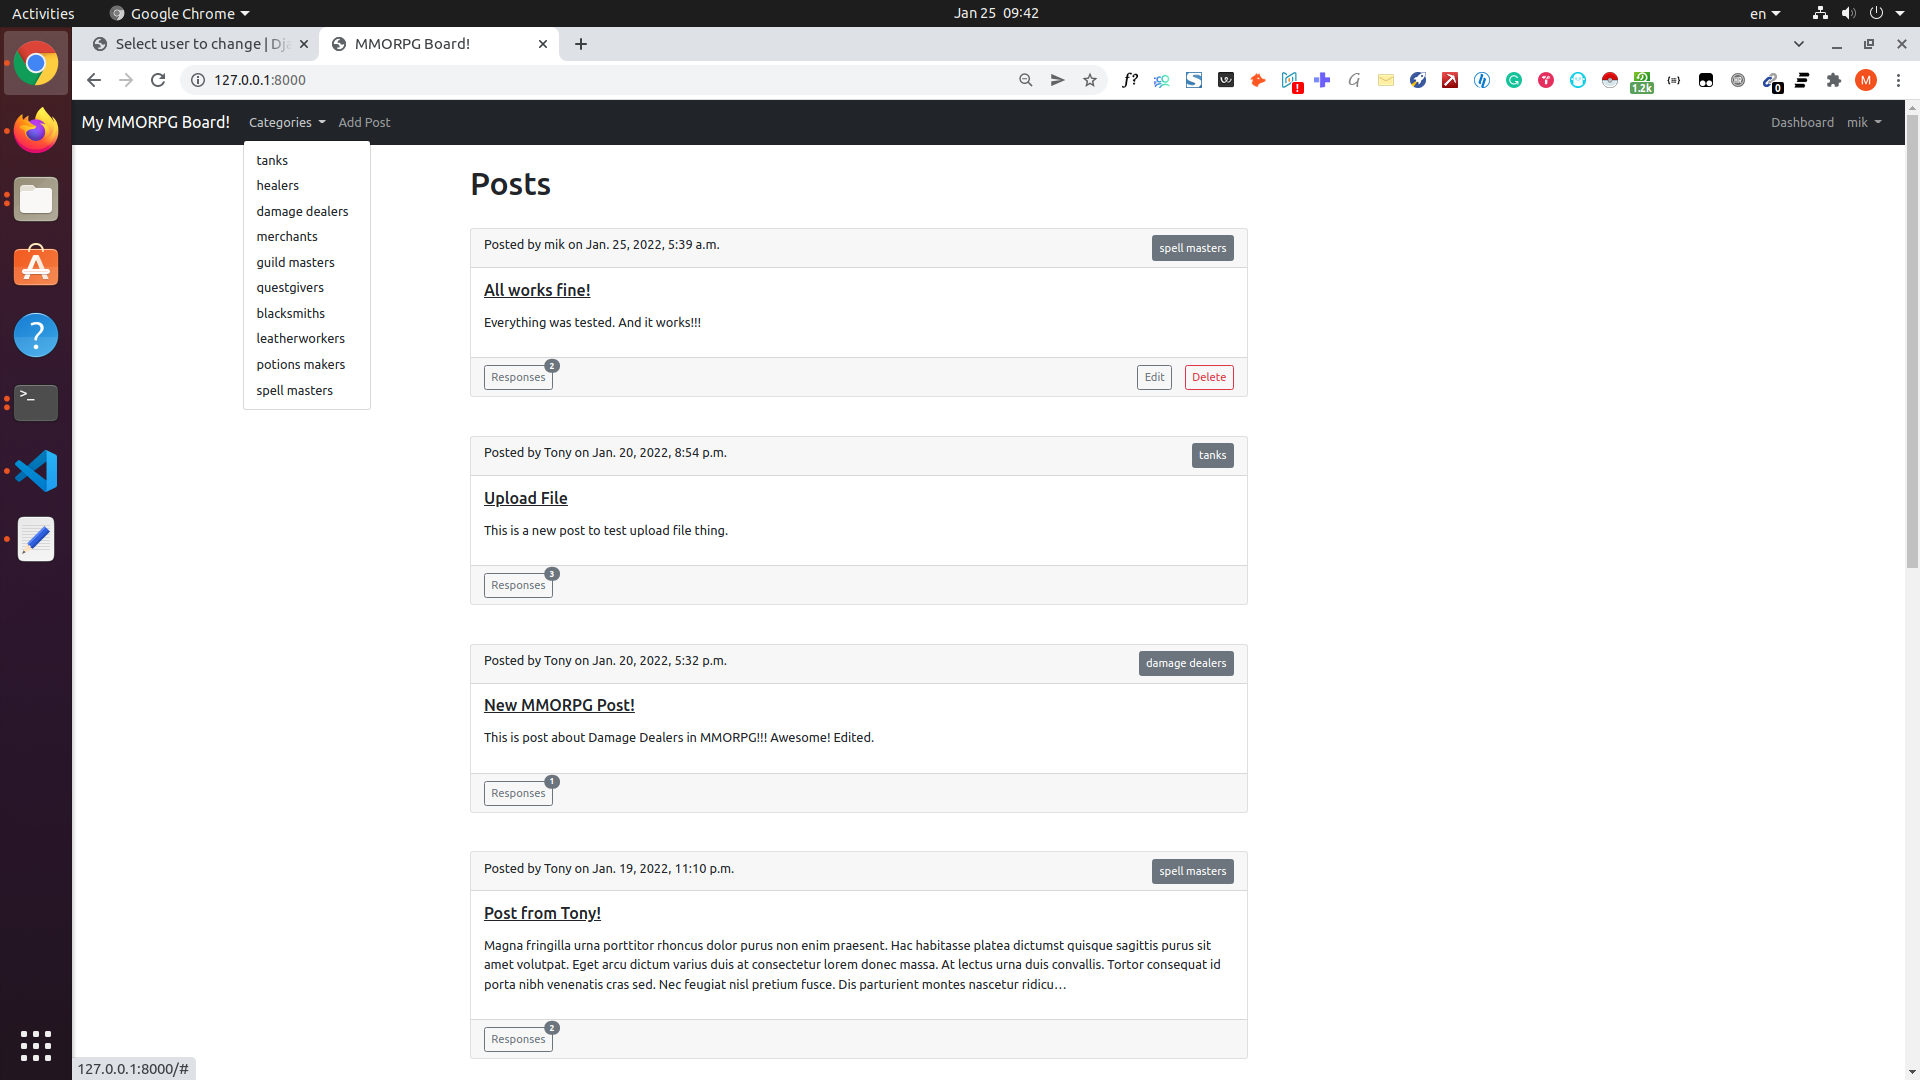 Activities
Google Chrome
Jan 25 09:42
en
Select user to change | Dja
MMORPG Board!
127.0.0.1:8000
f?
1.2k
0
M
My MMORPG Board!
Categories
Add Post
Dashboard
mik
tanks
healers
damage dealers
merchants
guild masters
questgivers
blacksmiths
leatherworkers
potions makers
spell masters
Posts
Posted by mik on Jan. 25, 2022, 5:39 a.m.
spell masters
All works fine!
Everything was tested. And it works!!!
Responses
2
Edit
Delete
Posted by Tony on Jan. 20, 2022, 8:54 p.m.
tanks
Upload File
This is a new post to test upload file thing.
Responses
3
Posted by Tony on Jan. 20, 2022, 5:32 p.m.
damage dealers
New MMORPG Post!
This is post about Damage Dealers in MMORPG!!! Awesome! Edited.
Responses
1
Posted by Tony on Jan. 19, 2022, 11:10 p.m.
spell masters
Post from Tony!
Magna fringilla urna porttitor rhoncus dolor purus non enim praesent. Hac habitasse platea dictumst quisque sagittis purus sit
amet volutpat. Eget arcu dictum varius duis at consectetur lorem donec massa. At lectus urna duis convallis. Tortor consequat id
porta nibh venenatis cras sed. Nec feugiat nisl pretium fusce. Dis parturient montes nascetur ridicu…
Responses
2
127.0.0.1:8000/#